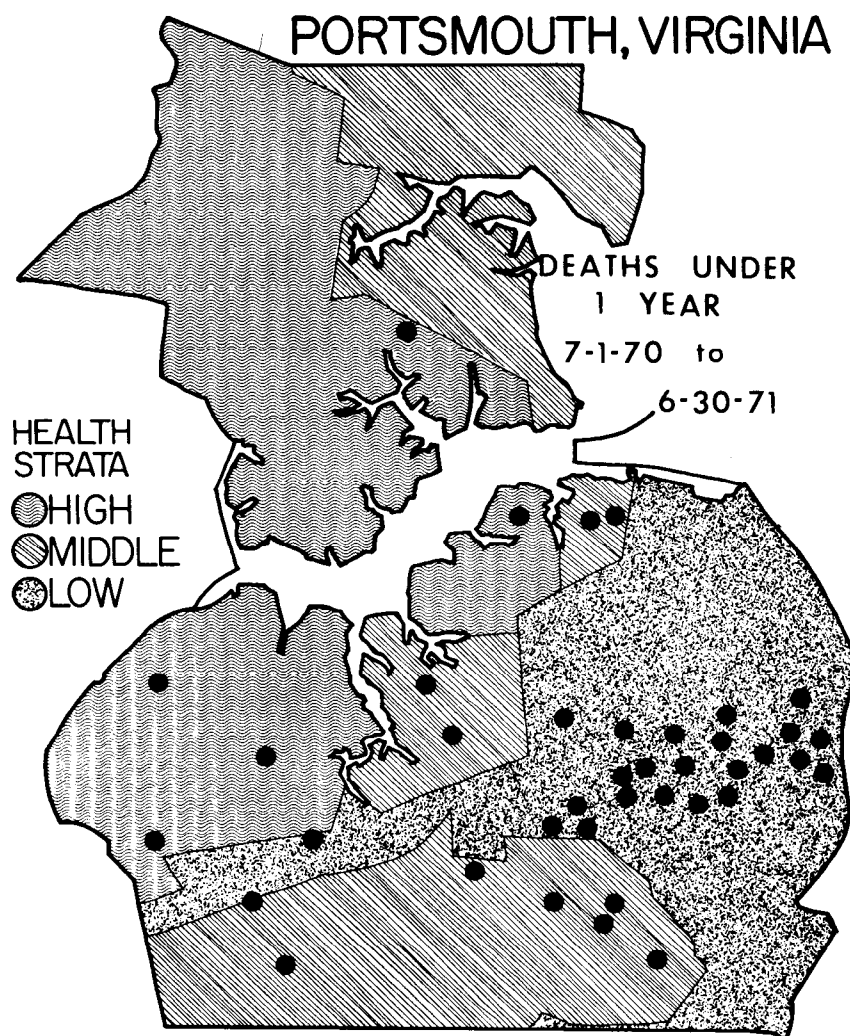 PORTSMOUTH, VIRGINIA
DEATHS UNDER
1 YEAR
7-1-70 to
6-30-71
HEALTH
STRATA
HIGH
MIDDLE
LOW